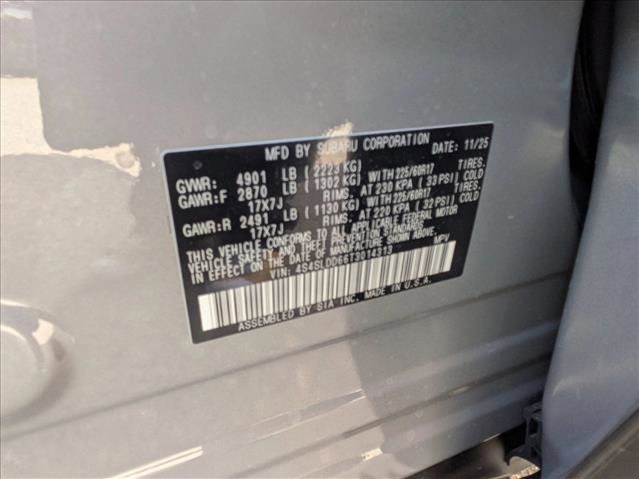 MFD BY SUBARU CORPORATION DATE: 11/25
GVWR: 4901 LB (2223 KG)
GAWR:F 2870 LB (1302 KG) WITH 225/60R17 TIRES.
17X7J RIMS. AT 230 KPA (33 PSI) COLD
GAWR:R 2491 LB (1130 KG) WITH 225/60R17 TIRES.
17X7J RIMS. AT 220 KPA (32 PSI) COLD
THIS VEHICLE CONFORMS TO ALL APPLICABLE FEDERAL MOTOR
VEHICLE SAFETY AND THEFT PREVENTION STANDARDS
IN EFFECT ON THE DATE OF MANUFACTURE SHOWN ABOVE.
VIN: 4S4SLDD66T3014313 MPV
ASSEMBLED BY SIA INC. MADE IN U.S.A.